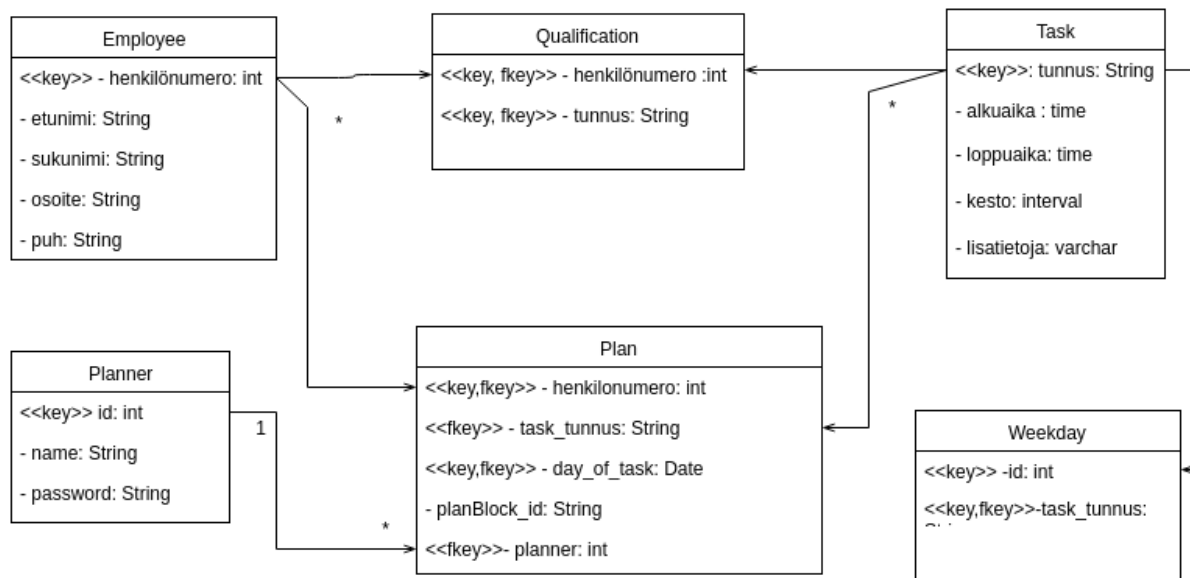 Employee
<<key>> - henkilönumero: int
- etunimi: String
- sukunimi: String
- osoite: String
- puh: String
Qualification
<<key, fkey>> - henkilönumero :int
<<key, fkey>> - tunnus: String
Task
<<key>>: tunnus: String
- alkuaika : time
- loppuaika: time
- kesto: interval
- lisatietoja: varchar
*
*
Planner
<<key>> id: int
- name: String
- password: String
1
*
Plan
<<key,fkey>> - henkilonumero: int
<<fkey>> - task_tunnus: String
<<key,fkey>> - day_of_task: Date
- planBlock_id: String
<<fkey>>- planner: int
Weekday
<<key>> -id: int
<<key,fkey>>-task_tunnus: